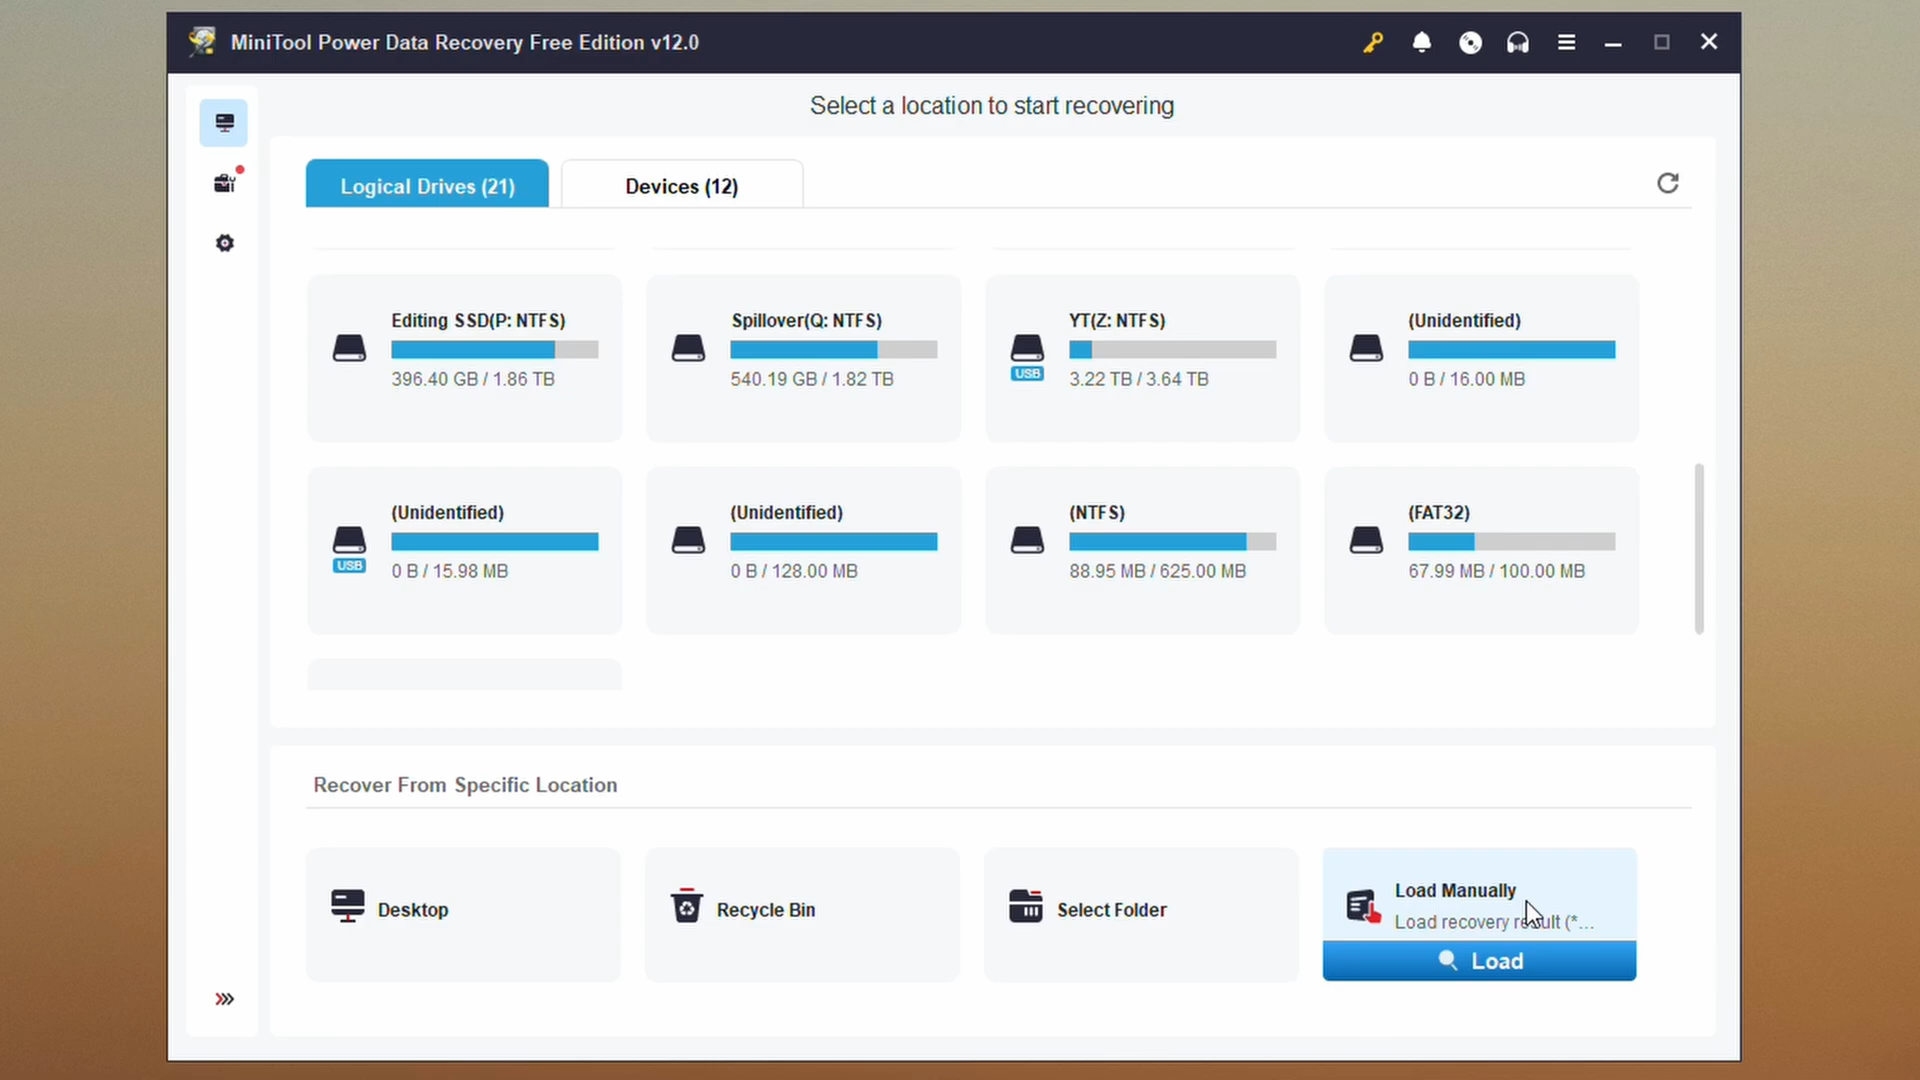 MiniTool Power Data Recovery Free Edition v12.0
Select a location to start recovering
Logical Drives (21)
Devices (12)
Editing SSD(P: NTFS)
396.40 GB / 1.86 TB
Spillover(Q: NTFS)
540.19 GB / 1.82 TB
YT(Z: NTFS)
USB
3.22 TB / 3.64 TB
(Unidentified)
0 B / 16.00 MB
(Unidentified)
USB
0 B / 15.98 MB
(Unidentified)
0 B / 128.00 MB
(NTFS)
88.95 MB / 625.00 MB
(FAT32)
67.99 MB / 100.00 MB
Recover From Specific Location
Desktop
Recycle Bin
Select Folder
Load Manually
Load recovery result (*...
Load